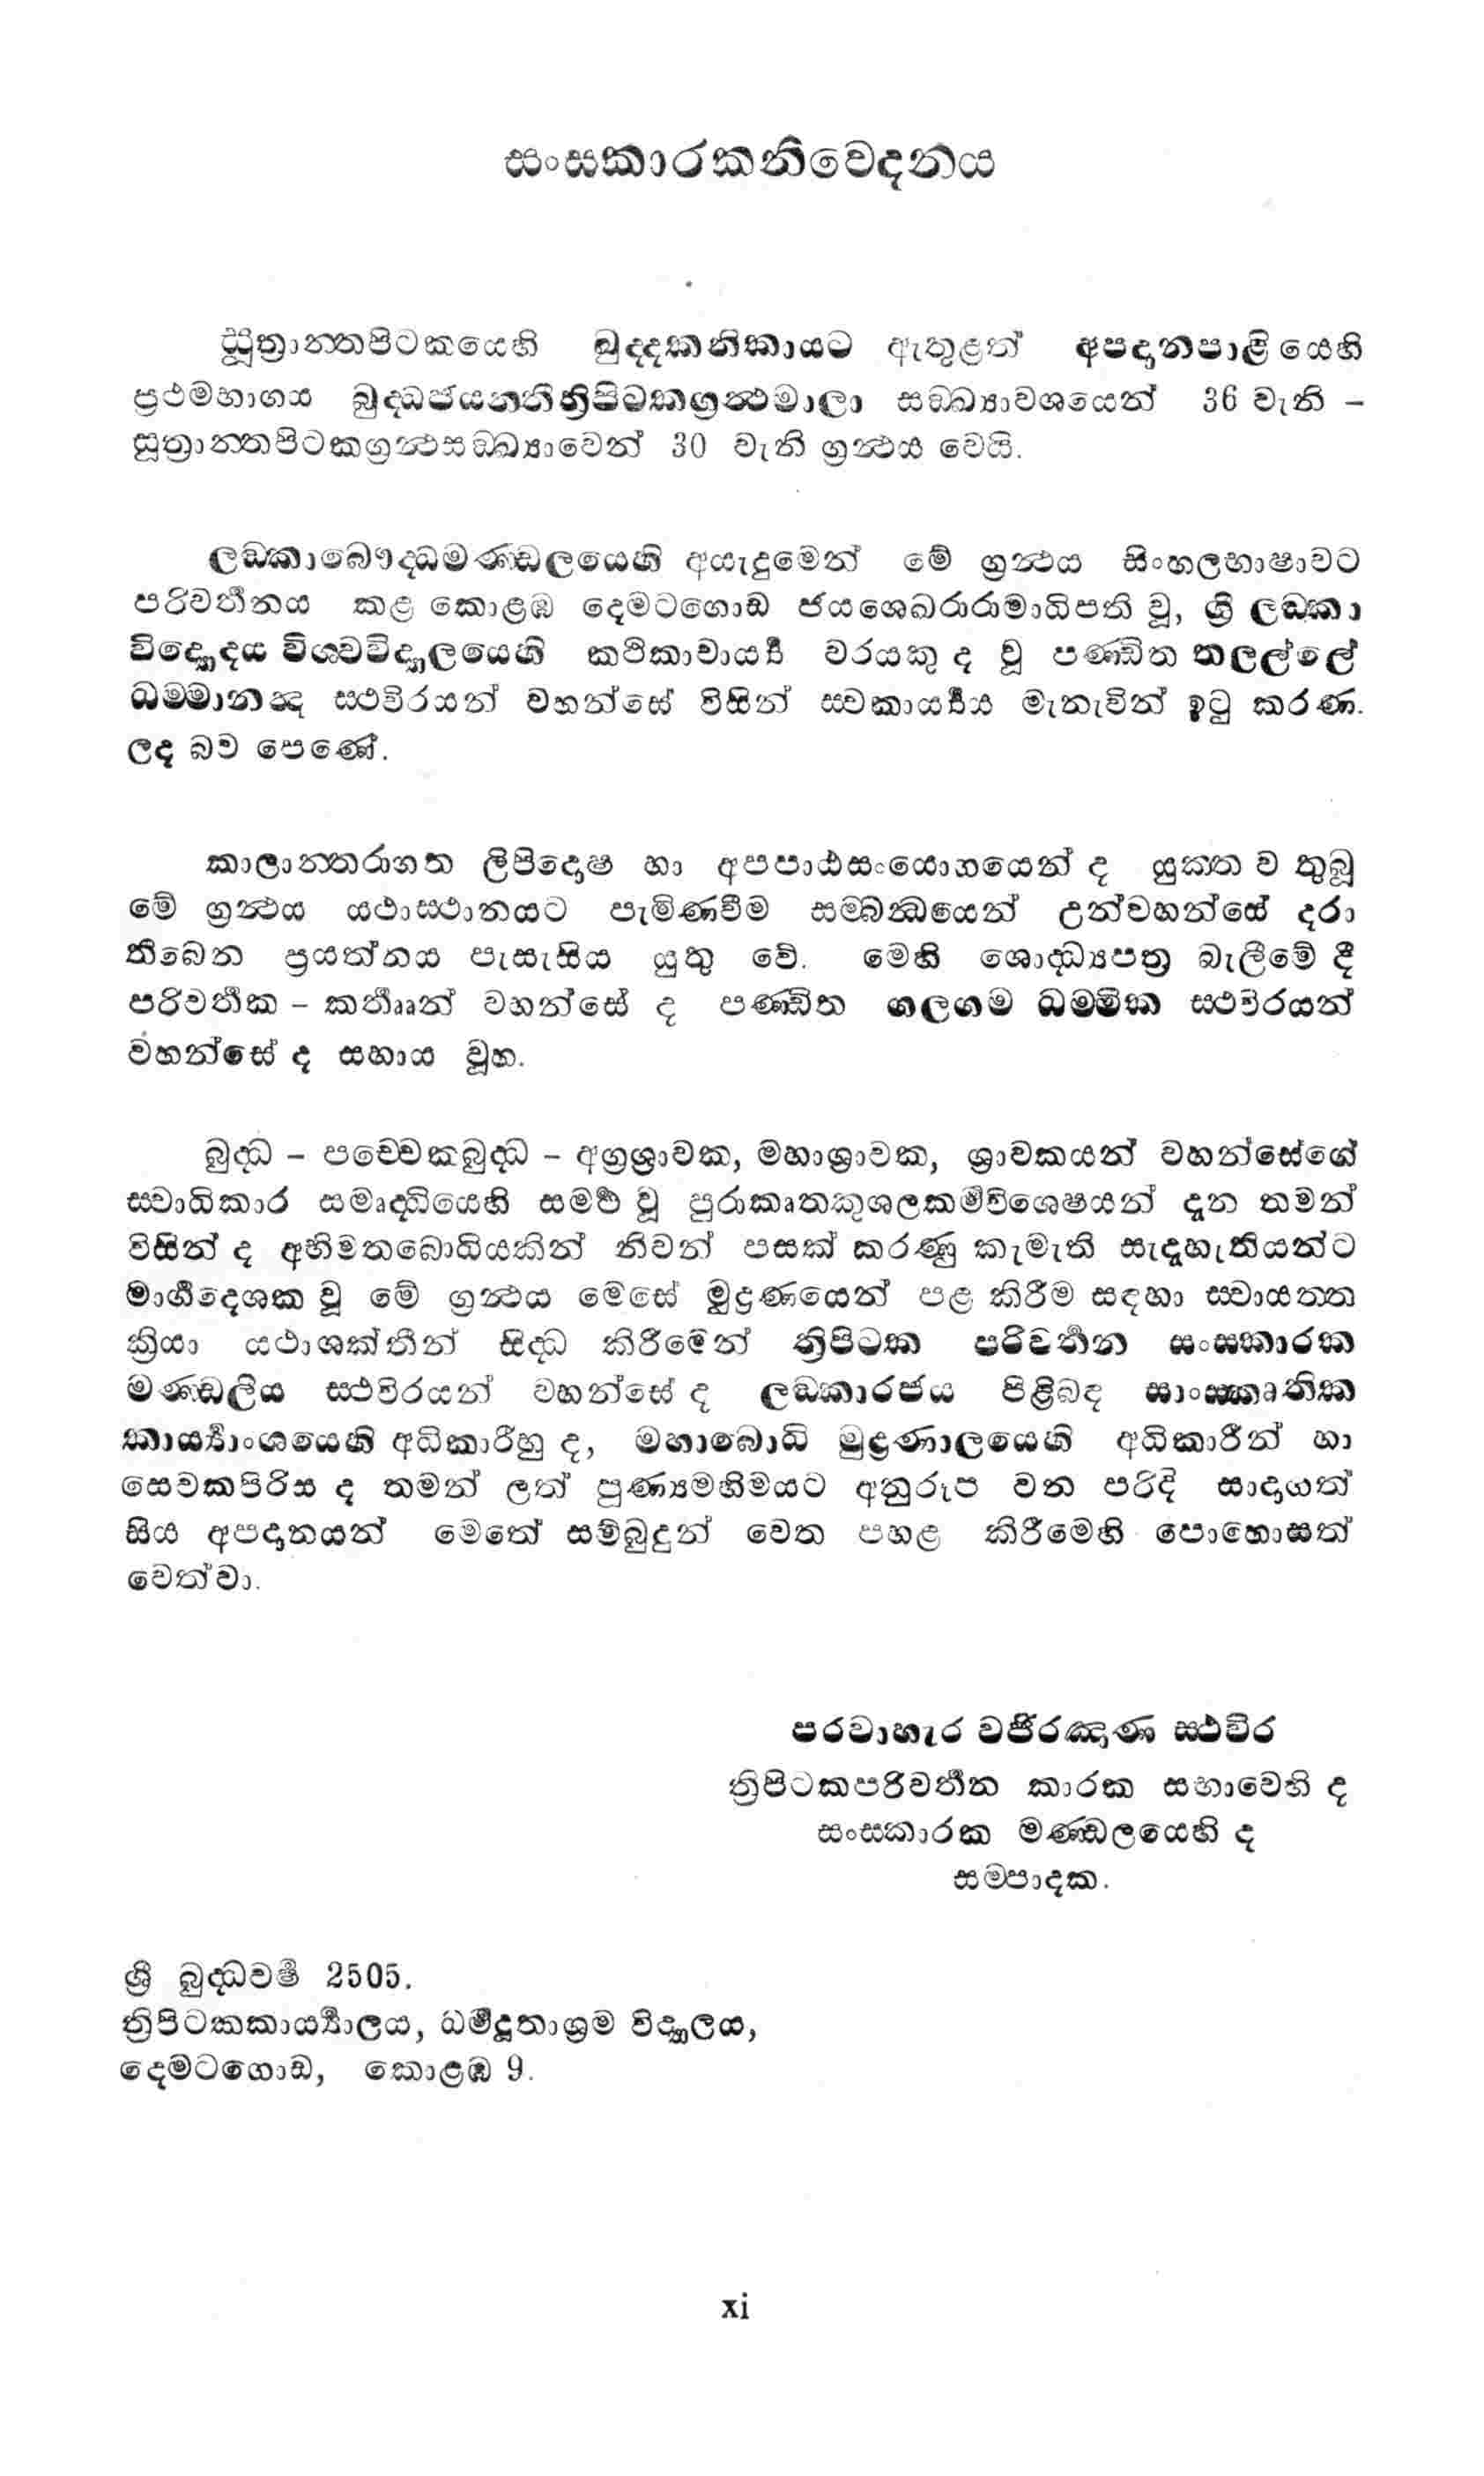 සංස්කාරකනිවේදනය
සූත්‍රාන්තපිටකයෙහි ඛුද්දකනිකායට ඇතුළත් අපදානපාළි යෙහි
ප්‍රථමභාගය බුද්ධජයන්තිත්‍රිපිටකග්‍රන්ථමාලා සඞ්ඛ්‍යාවශයෙන් 36 වැනි –
සූත්‍රාන්තපිටකග්‍රන්ථසඞ්ඛ්‍යාවෙන් 30 වැනි ග්‍රන්ථය වෙයි.
ලඞ්කාබෞද්ධමණ්ඩලයෙහි අයැදුමෙන් මේ ග්‍රන්ථය සිංහලභාෂාවට
පරිවර්‍තනය කළ කොළඹ දෙමටගොඩ ජයශෙඛරාරාමාධිපති වූ, ශ්‍රී ලඞ්කා
විද්‍යොදය විශ්වවිද්‍යාලයෙහි කථිකාචාර්‍ය්‍ය වරයකු ද වූ පණ්ඩිත තලල්ලේ
ධම්මානන්ද ස්ථවිරයන් වහන්සේ විසින් ස්වකාර්‍ය්‍යය මැනැවින් ඉටු කරණ
ලද බව පෙණේ.
කාලාන්තරාගත ලිපිදොෂ හා අපපාඨසංයොගයෙන් ද යුක්ත ව තුබූ
මේ ග්‍රන්ථය යථාස්ථානයට පැමිණවීම සම්බන්ධයෙන් උන්වහන්සේ දරා
තිබෙන ප්‍රයත්නය පැසැසිය යුතු වේ. මෙහි ශොද්ධ්‍යපත්‍ර බැලීමේ දී
පරිවර්‍තක – කර්‍තෲන් වහන්සේ ද පණ්ඩිත ගලගම ධම්මික ස්ථවිරයන්
වහන්සේ ද සහාය වූහ.
බුද්ධ – පච්චෙකබුද්ධ – අග්‍රශ්‍රාවක, මහාශ්‍රාවක, ශ්‍රාවකයන් වහන්සේගේ
ස්වාධිකාර සමෘද්ධියෙහි සමර්‍ථ වූ පුරාකෘතකුශලකර්‍මවිශෙෂයන් දැන තමන්
විසින් ද අභිමතබොධියකින් නිවන් පසක් කරණු කැමැති සැදැහැතියන්ට
මාර්‍ගදෙශක වූ මේ ග්‍රන්ථය මෙසේ මුද්‍රණයෙන් පළ කිරීම සඳහා ස්වායත්ත
ක්‍රියා යථාශක්තීන් සිද්ධ කිරීමෙන් ත්‍රිපිටක පරිවර්‍තන සංස්කාරක
මණ්ඩලීය ස්ථවිරයන් වහන්සේ ද ලඞ්කාරජය පිළිබඳ සාංස්කෘතික
කාර්‍ය්‍යාංශයෙහි අධිකාරීහු ද, මහාබොධි මුද්‍රණාලයෙහි අධිකාරීන් හා
සෙවකපිරිස ද තමන් ලත් පුණ්‍යමහිමයට අනුරූප වන පරිදි සාදාගත්
සිය අපදානයන් මෙතේ සම්බුදුන් වෙත පහළ කිරීමෙහි පොහොසත්
වෙත්වා.
පරවාහැර වජිරඤාණ ස්ථවිර
ත්‍රිපිටකපරිවර්‍තන කාරක සභාවෙහි ද
සංස්කාරක මණ්ඩලයෙහි ද
සම්පාදක.
ශ්‍රී බුද්ධවර්‍ෂ 2505.
ත්‍රිපිටකකාර්‍ය්‍යාලය, ධර්‍මදූතාශ්‍රම විද්‍යාලය,
දෙමටගොඩ, කොළඹ 9.
xi